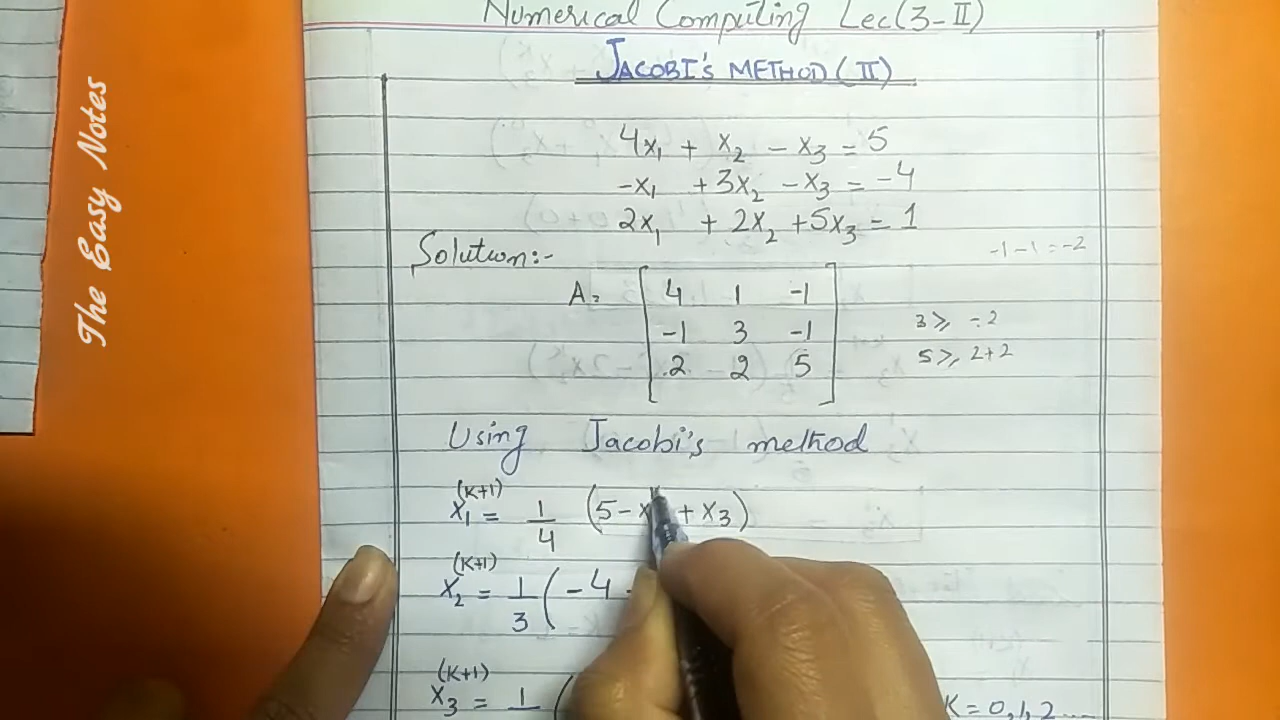 The Easy Notes
Numerical Computing Lec(3-II)
JACOBI'S METHOD (II)
4x₁ + x₂ - x₃ = 5
-x₁ + 3x₂ - x₃ = -4
2x₁ + 2x₂ + 5x₃ = 1
Solution:-
-1-1=-2
A=
4 1 -1
-1 3 -1
2 2 5
3 ≥ -2
5 ≥ 2+2
Using Jacobi's method
x₁⁽ᴷ⁺¹⁾ = 1/4 (5 - x + x₃)
x₂⁽ᴷ⁺¹⁾ = 1/3 (-4
x₃⁽ᴷ⁺¹⁾ = 1 (
K = 0,1,2 ....